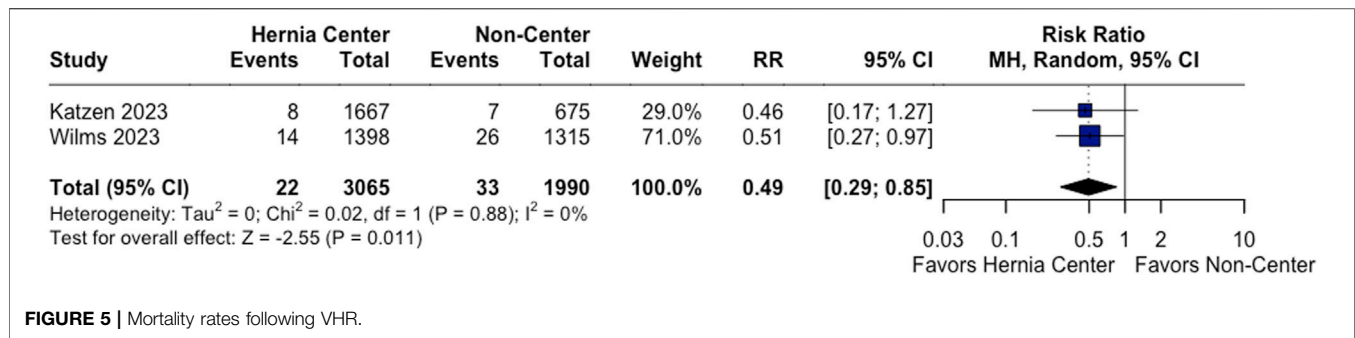 Hernia Center Non-Center Risk Ratio
Study Events Total Events Total Weight RR 95% CI MH, Random, 95% CI
Katzen 2023 8 1667 7 675 29.0% 0.46 [0.17; 1.27]
Wilms 2023 14 1398 26 1315 71.0% 0.51 [0.27; 0.97]
Total (95% CI) 22 3065 33 1990 100.0% 0.49 [0.29; 0.85]
Heterogeneity: Tau² = 0; Chi² = 0.02, df = 1 (P = 0.88); I² = 0%
Test for overall effect: Z = -2.55 (P = 0.011)
0.03 0.1 0.5 1 2 10
Favors Hernia Center Favors Non-Center
FIGURE 5 | Mortality rates following VHR.